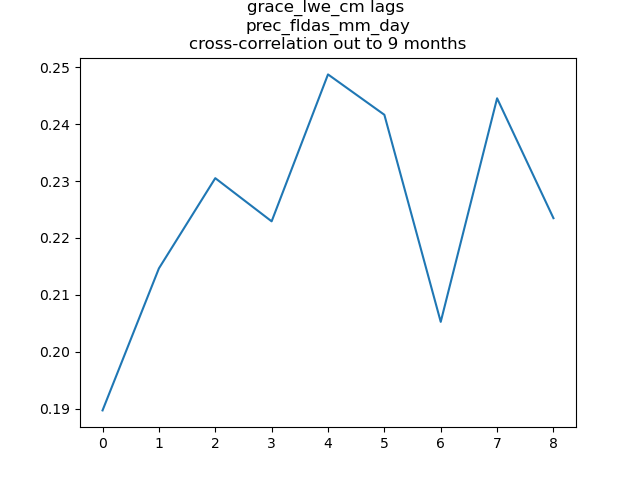 grace_lwe_cm lags
prec_fldas_mm_day
cross-correlation out to 9 months
0.25
0.24
0.23
0.22
0.21
0.20
0.19
0 1 2 3 4 5 6 7 8